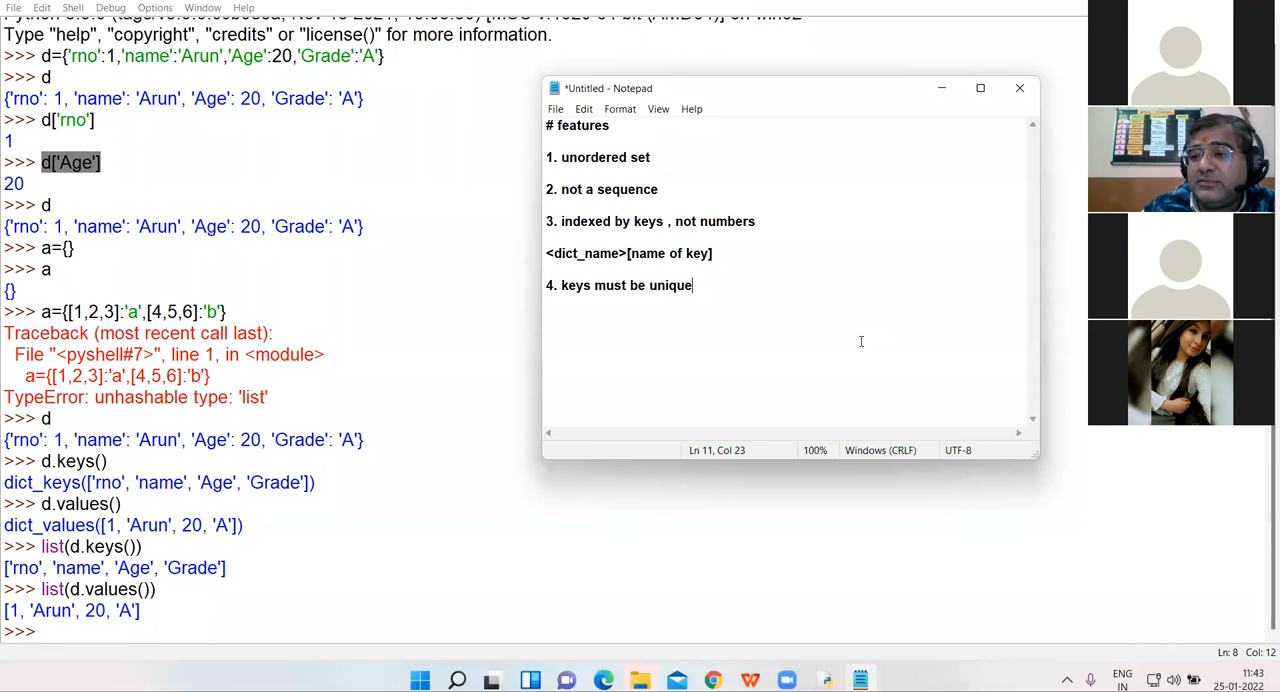 File Edit Shell Debug Options Window Help
Type "help", "copyright", "credits" or "license()" for more information.
>>> d={'rno':1,'name':'Arun','Age':20,'Grade':'A'}
>>> d
{'rno': 1, 'name': 'Arun', 'Age': 20, 'Grade': 'A'}
>>> d['rno']
1
>>> d['Age']
20
>>> d
{'rno': 1, 'name': 'Arun', 'Age': 20, 'Grade': 'A'}
>>> a={}
>>> a
{}
>>> a={[1,2,3]:'a',[4,5,6]:'b'}
Traceback (most recent call last):
File "<pyshell#7>", line 1, in <module>
a={[1,2,3]:'a',[4,5,6]:'b'}
TypeError: unhashable type: 'list'
>>> d
{'rno': 1, 'name': 'Arun', 'Age': 20, 'Grade': 'A'}
>>> d.keys()
dict_keys(['rno', 'name', 'Age', 'Grade'])
>>> d.values()
dict_values([1, 'Arun', 20, 'A'])
>>> list(d.keys())
['rno', 'name', 'Age', 'Grade']
>>> list(d.values())
[1, 'Arun', 20, 'A']
>>>
*Untitled - Notepad
File Edit Format View Help
# features
1. unordered set
2. not a sequence
3. indexed by keys , not numbers
<dict_name>[name of key]
4. keys must be unique
Ln 11, Col 23 100% Windows (CRLF) UTF-8
Ln: 8 Col: 12
ENG
IN
11:43
25-01-2022